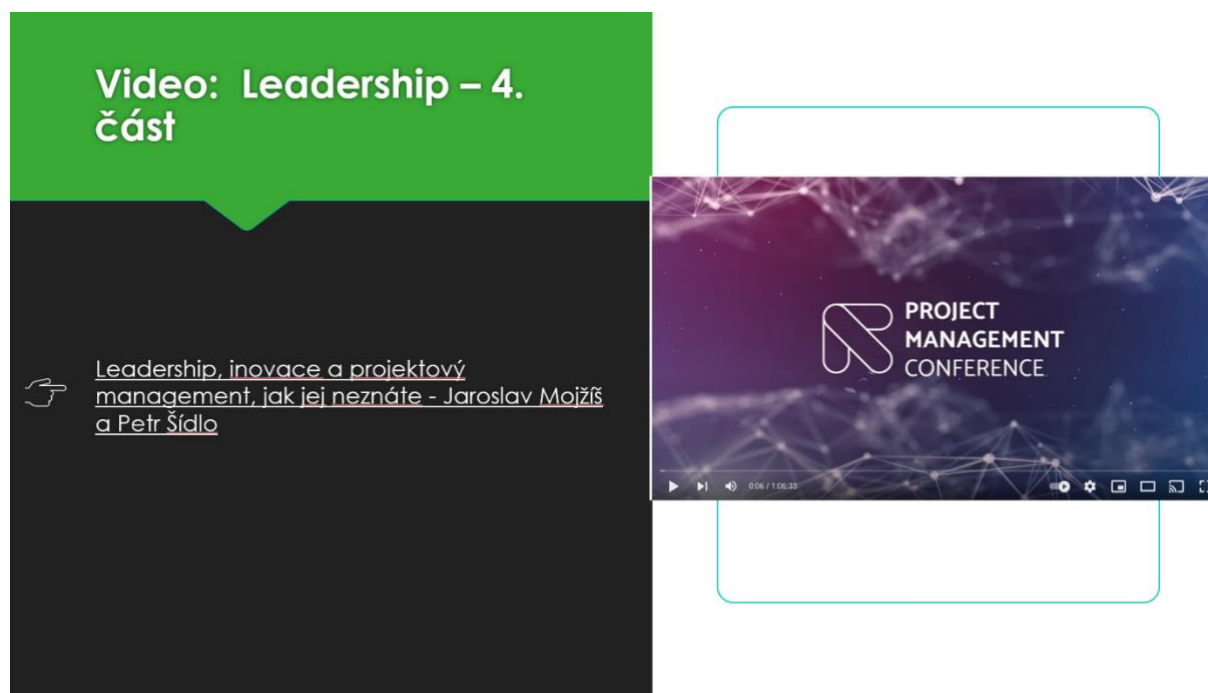 Video: Leadership – 4.
část
Leadership, inovace a projektový
management, jak jej neznáte - Jaroslav Mojžíš
a Petr Šídlo
PROJECT
MANAGEMENT
CONFERENCE
0:06 / 1:06:33